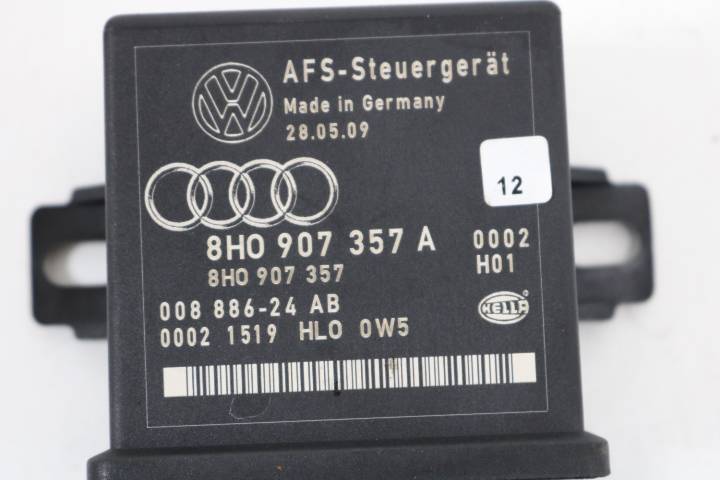 AFS-Steuergerät
Made in Germany
28.05.09
12
8H0 907 357 A 0002
8H0 907 357 H01
008 886-24 AB
0002 1519 HL0 0W5
HELLA